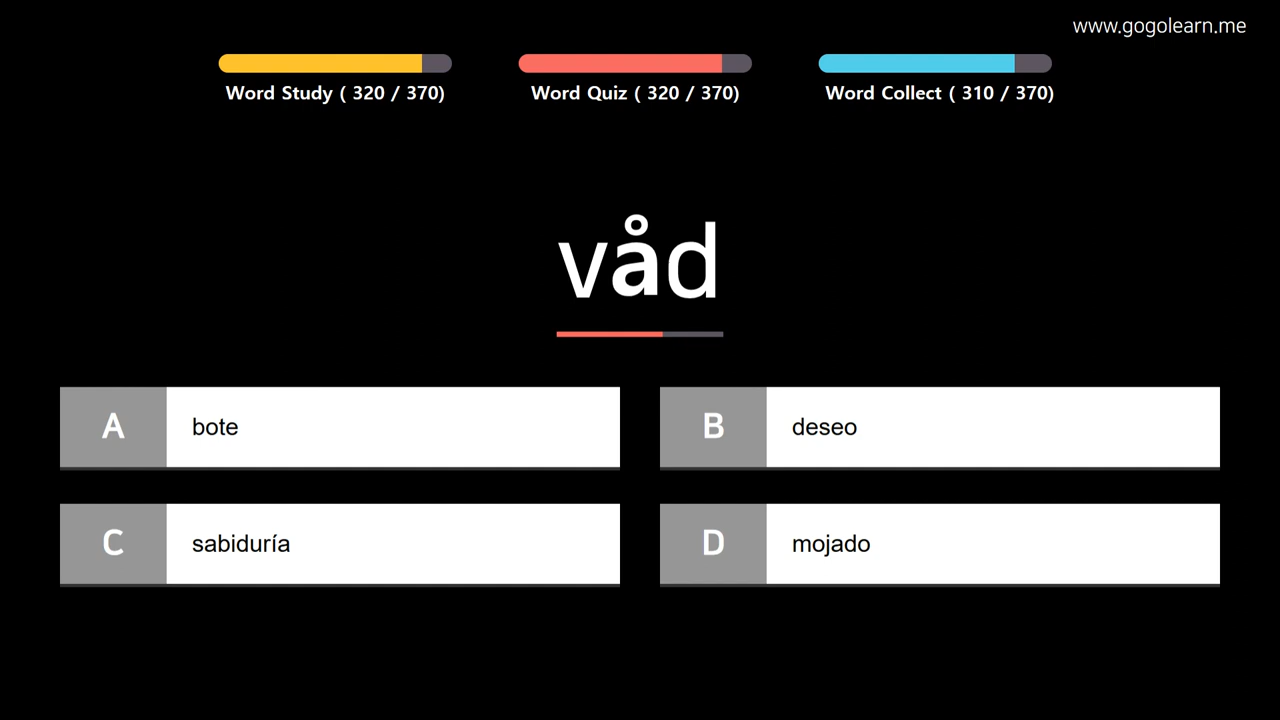 www.gogolearn.me
Word Study ( 320 / 370)
Word Quiz ( 320 / 370)
Word Collect ( 310 / 370)
våd
A bote
B deseo
C sabiduría
D mojado